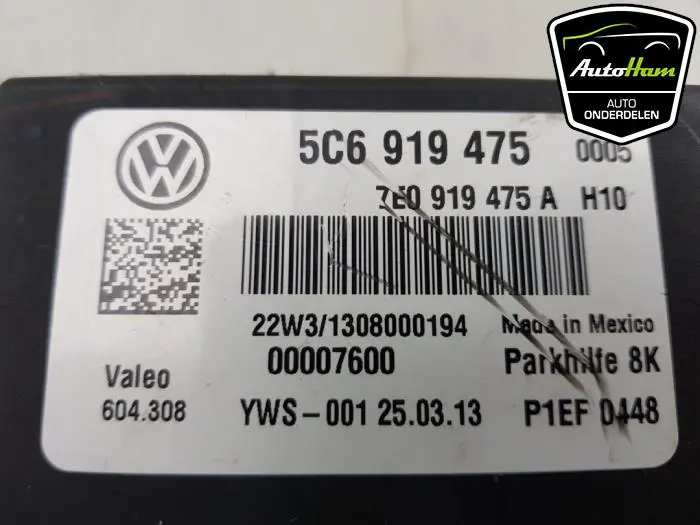 AutoHam
AUTO
ONDERDELEN
5C6 919 475 0005
7E0 919 475 A H10
22W3/1308000194 Made in Mexico
00007600 Parkhilfe 8K
Valeo
604.308 YWS-001 25.03.13 P1EF 0448